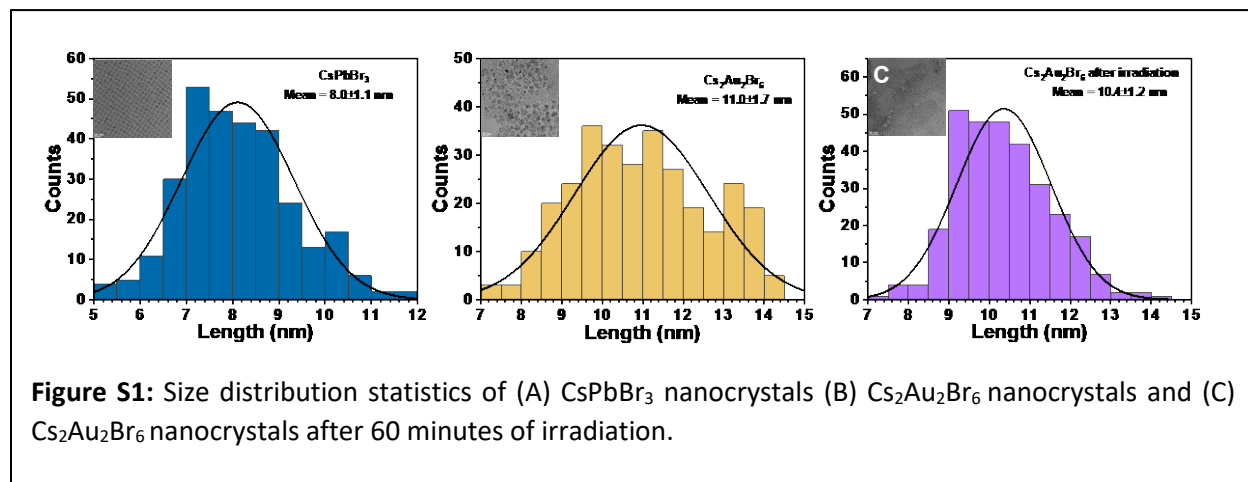 60
50
40
30
20
10
0
Counts
CsPbBr₃
Mean = 8.0±1.1 nm
5 6 7 8 9 10 11 12
Length (nm)
50
40
30
20
10
0
Counts
Cs₂Au₂Br₆
Mean = 11.0±1.7 nm
7 8 9 10 11 12 13 14 15
Length (nm)
C
60
50
40
30
20
10
0
Counts
Cs₂Au₂Br₆ after irradiation
Mean = 10.4±1.2 nm
7 8 9 10 11 12 13 14 15
Length (nm)
Figure S1: Size distribution statistics of (A) CsPbBr₃ nanocrystals (B) Cs₂Au₂Br₆ nanocrystals and (C)
Cs₂Au₂Br₆ nanocrystals after 60 minutes of irradiation.